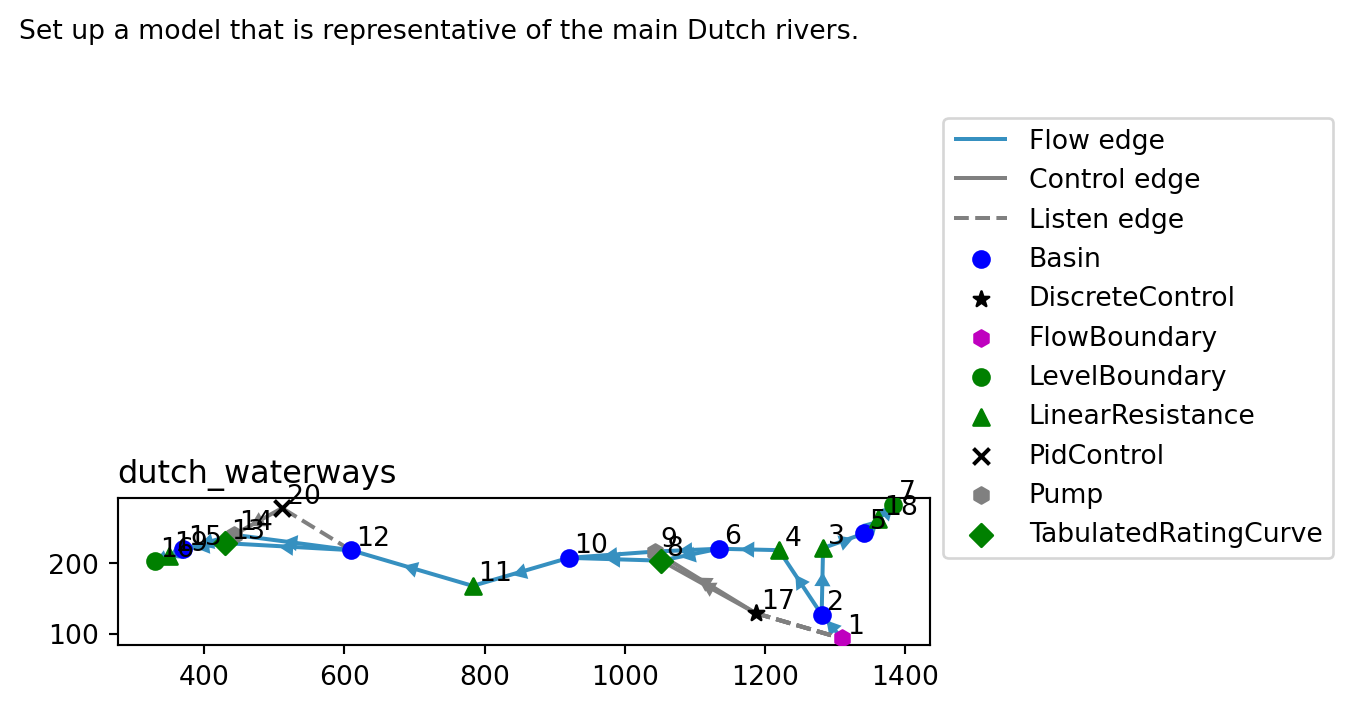 Set up a model that is representative of the main Dutch rivers.
Flow edge
Control edge
Listen edge
Basin
DiscreteControl
FlowBoundary
LevelBoundary
LinearResistance
PidControl
Pump
TabulatedRatingCurve
dutch_waterways
20
7
18
5
14
15
13
12
9
8
10
6
4
3
11
17
2
1
200
100
400
600
800
1000
1200
1400